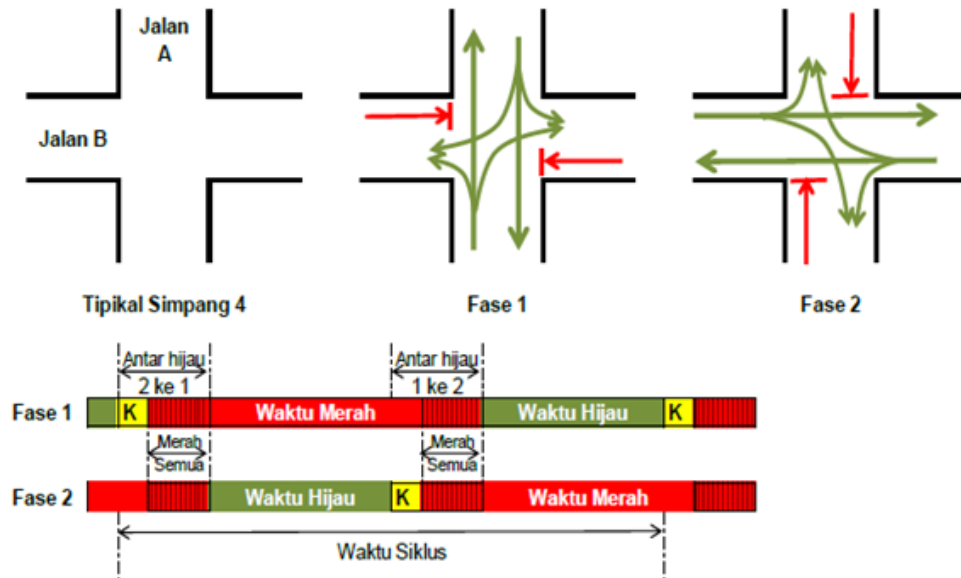 Jalan
A
Jalan B
Tipikal Simpang 4
Fase 1
Fase 2
Antar hijau
2 ke 1
Antar hijau
1 ke 2
Fase 1
K
Waktu Merah
Waktu Hijau
K
Merah
Semua
Merah
Semua
Fase 2
Waktu Hijau
K
Waktu Merah
Waktu Siklus